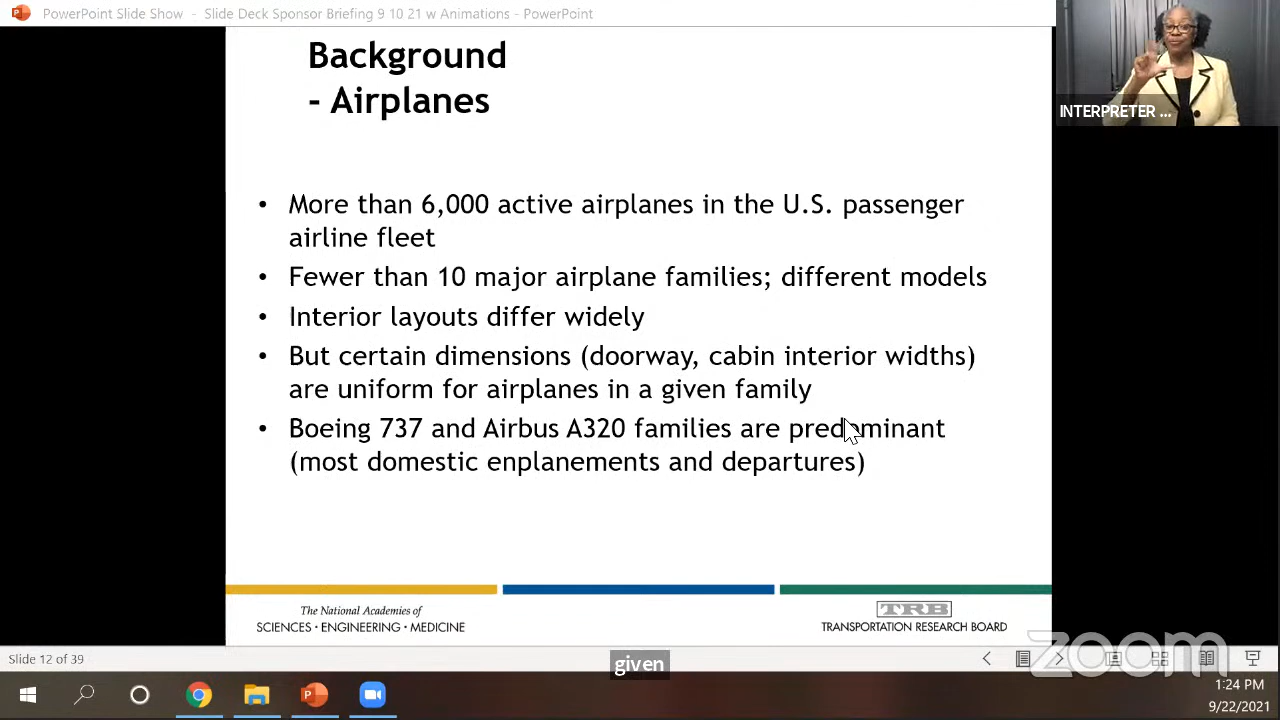 PowerPoint Slide Show - Slide Deck Sponsor Briefing 9 10 21 w Animations - PowerPoint
INTERPRETER ...
Background
- Airplanes
• More than 6,000 active airplanes in the U.S. passenger
airline fleet
• Fewer than 10 major airplane families; different models
• Interior layouts differ widely
• But certain dimensions (doorway, cabin interior widths)
are uniform for airplanes in a given family
• Boeing 737 and Airbus A320 families are predominant
(most domestic enplanements and departures)
The National Academies of
SCIENCES · ENGINEERING · MEDICINE
TRB
TRANSPORTATION RESEARCH BOARD
zoom
Slide 12 of 39
given
1:24 PM
9/22/2021